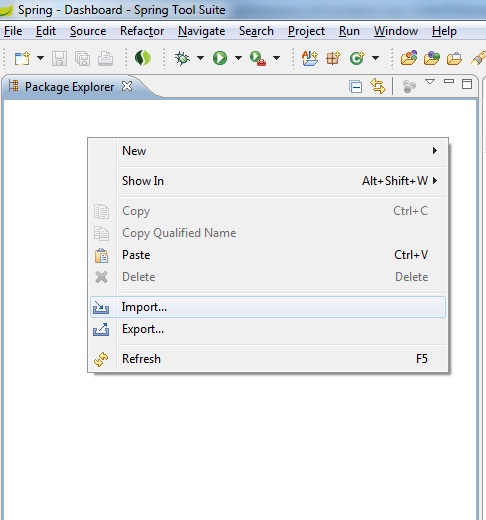 Spring - Dashboard - Spring Tool Suite
File Edit Source Refactor Navigate Search Project Run Window Help
Package Explorer
New
Show In Alt+Shift+W
Copy Ctrl+C
Copy Qualified Name
Paste Ctrl+V
Delete Delete
Import...
Export...
Refresh F5